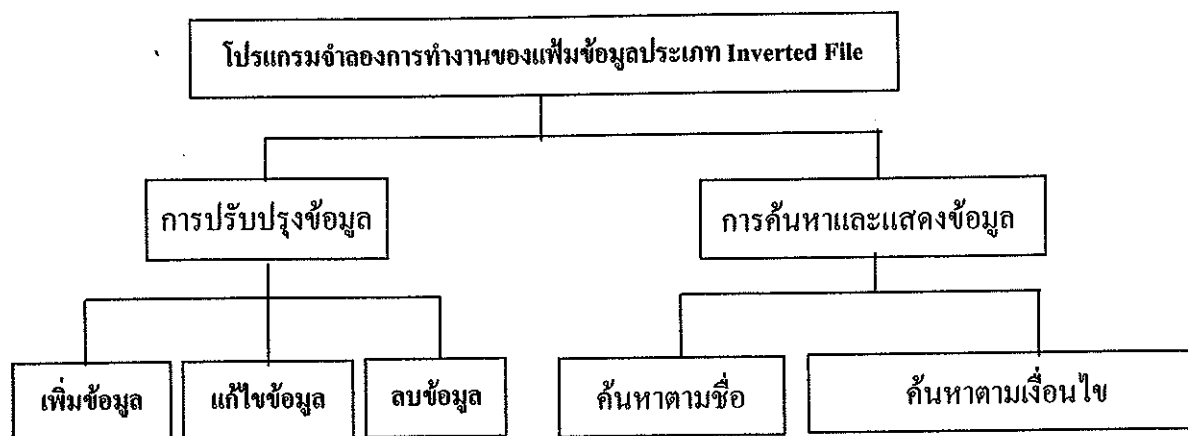 โปรแกรมจำลองการทำงานของแฟ้มข้อมูลประเภท Inverted File
การปรับปรุงข้อมูล
การค้นหาและแสดงข้อมูล
เพิ่มข้อมูล
แก้ไขข้อมูล
ลบข้อมูล
ค้นหาตามชื่อ
ค้นหาตามเงื่อนไข